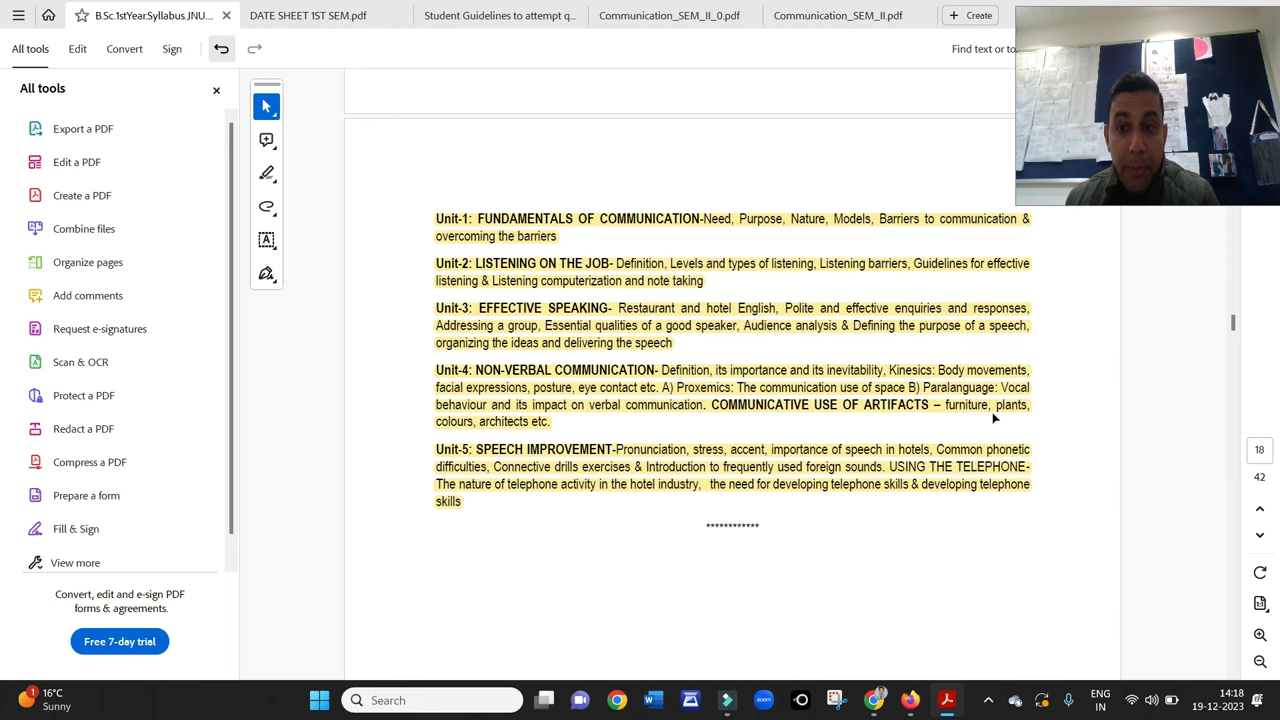 B.Sc.1stYear.Syllabus.JNU...
DATE SHEET 1ST SEM.pdf
Student Guidelines to attempt q...
Communication_SEM_II_0.pdf
Communication_SEM_II.pdf
Create
All tools
Edit
Convert
Sign
Find text or to
All tools
Export a PDF
Edit a PDF
Create a PDF
Combine files
Organize pages
Add comments
Request e-signatures
Scan & OCR
Protect a PDF
Redact a PDF
Compress a PDF
Prepare a form
Fill & Sign
View more
Convert, edit and e-sign PDF
forms & agreements.
Free 7-day trial
Unit-1: FUNDAMENTALS OF COMMUNICATION-Need, Purpose, Nature, Models, Barriers to communication &
overcoming the barriers
Unit-2: LISTENING ON THE JOB- Definition, Levels and types of listening, Listening barriers, Guidelines for effective
listening & Listening computerization and note taking
Unit-3: EFFECTIVE SPEAKING- Restaurant and hotel English, Polite and effective enquiries and responses,
Addressing a group, Essential qualities of a good speaker, Audience analysis & Defining the purpose of a speech,
organizing the ideas and delivering the speech
Unit-4: NON-VERBAL COMMUNICATION- Definition, its importance and its inevitability, Kinesics: Body movements,
facial expressions, posture, eye contact etc. A) Proxemics: The communication use of space B) Paralanguage: Vocal
behaviour and its impact on verbal communication. COMMUNICATIVE USE OF ARTIFACTS – furniture, plants,
colours, architects etc.
Unit-5: SPEECH IMPROVEMENT-Pronunciation, stress, accent, importance of speech in hotels, Common phonetic
difficulties, Connective drills exercises & Introduction to frequently used foreign sounds. USING THE TELEPHONE-
The nature of telephone activity in the hotel industry, the need for developing telephone skills & developing telephone
skills
************
18
42
1
16°C
Sunny
Search
zoom
ENG
IN
14:18
19-12-2023